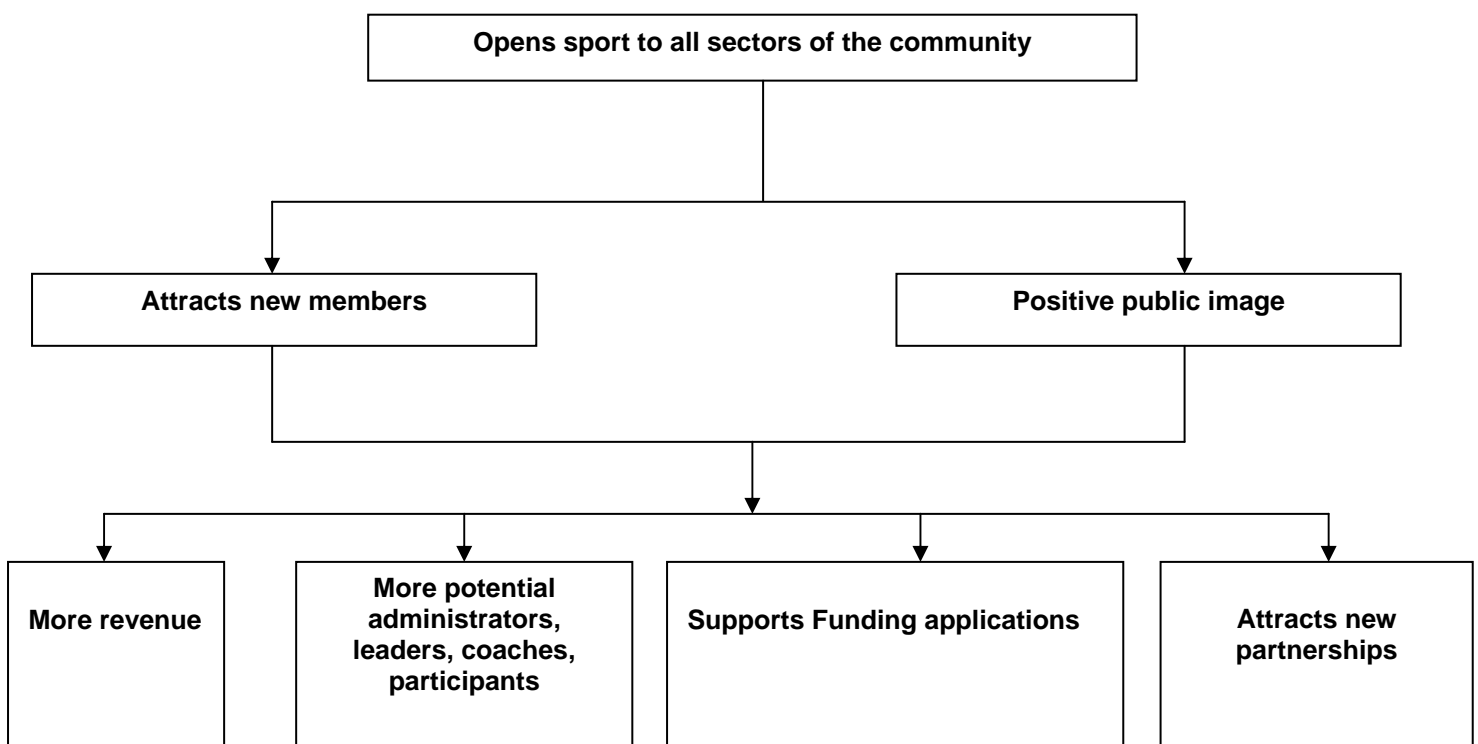 Opens sport to all sectors of the community
Attracts new members
Positive public image
More revenue
More potential
administrators,
leaders, coaches,
participants
Supports Funding applications
Attracts new
partnerships